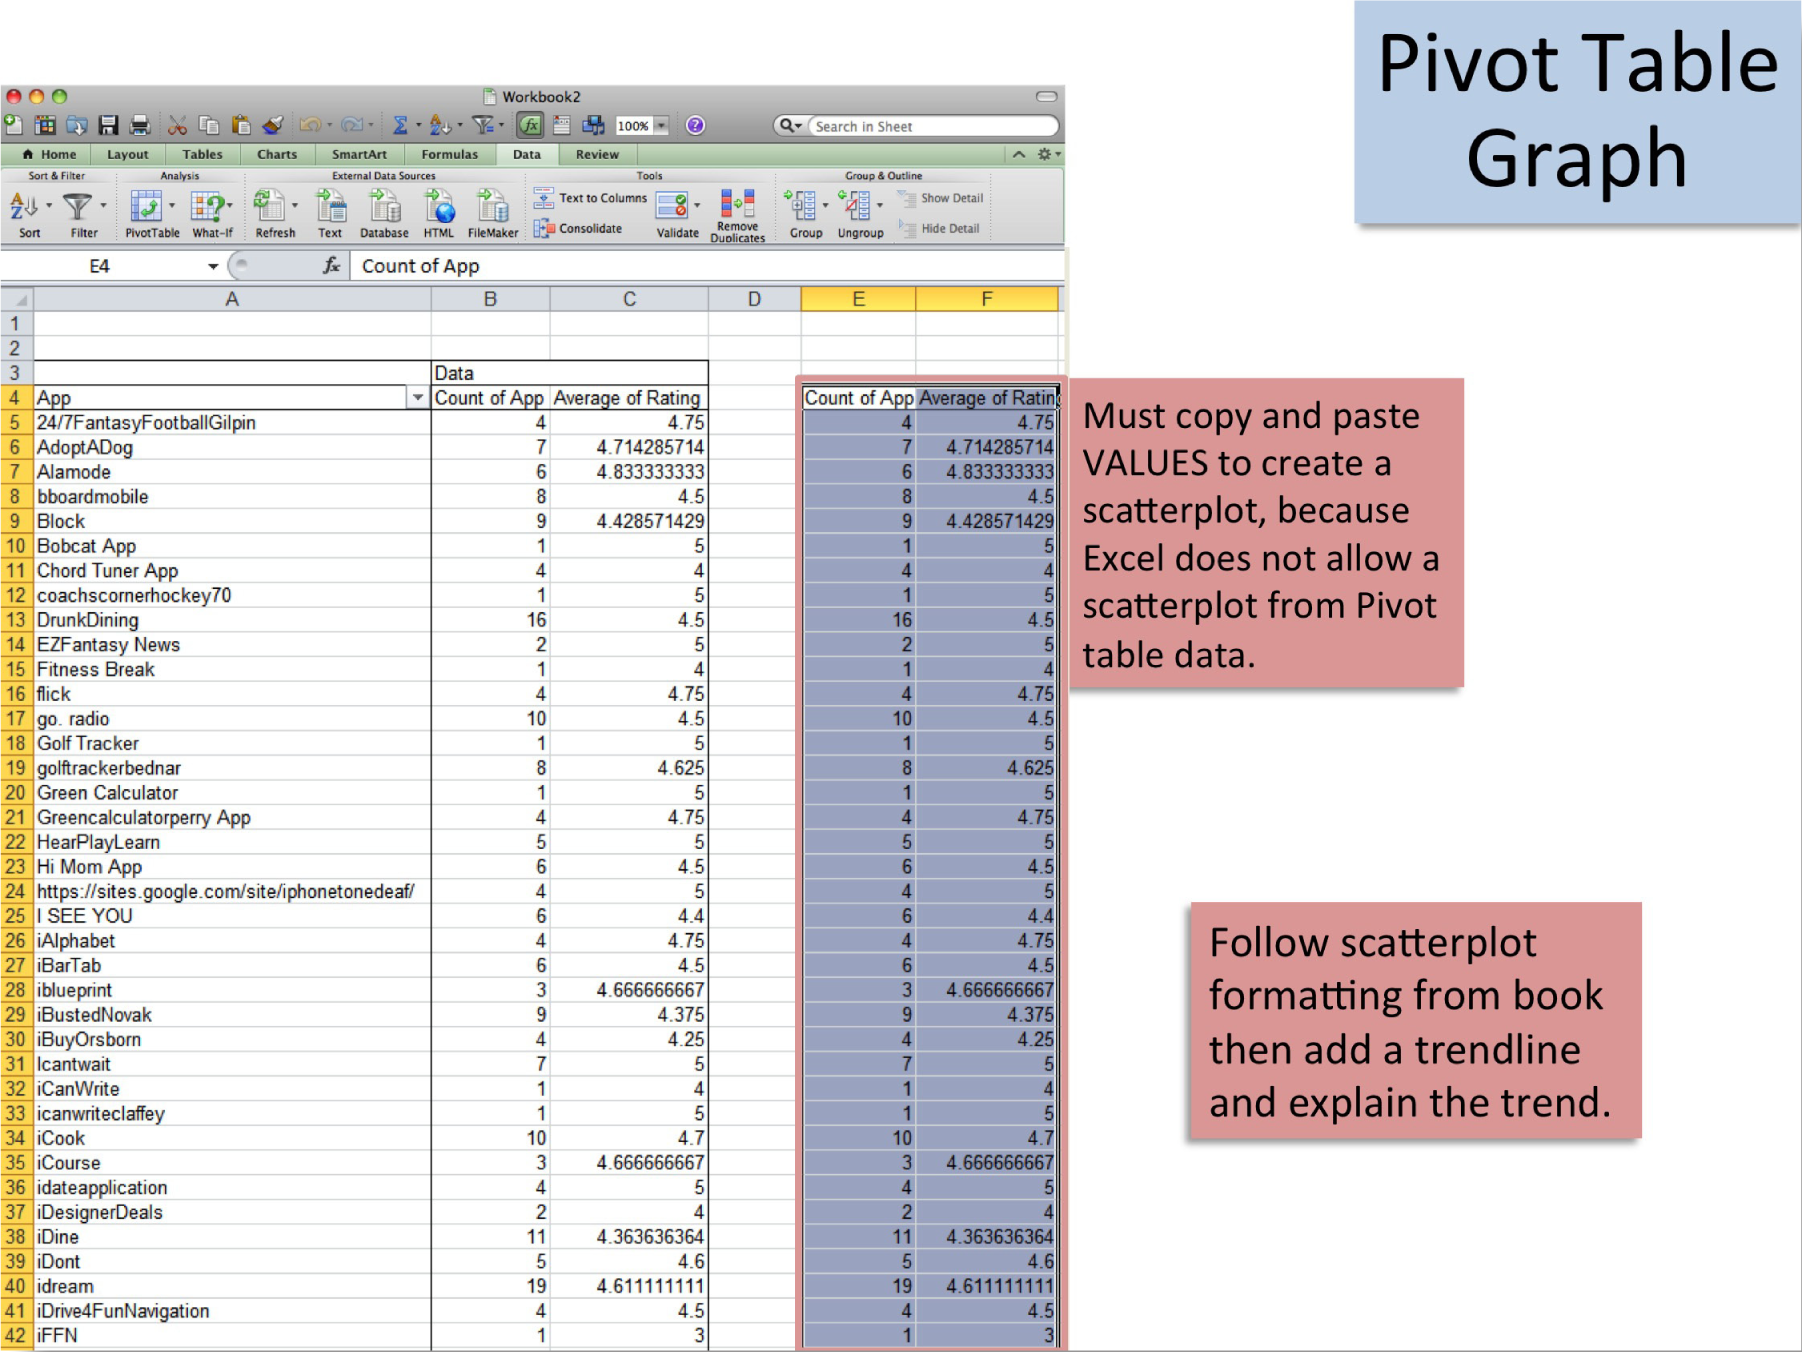 Pivot Table
Graph
Workbook2
100%
Search in Sheet
Home Layout Tables Charts SmartArt Formulas Data Review
Sort & Filter Analysis External Data Sources Tools Group & Outline
Text to Columns Show Detail
Consolidate Hide Detail
Sort Filter PivotTable What-If Refresh Text Database HTML FileMaker Validate Remove Duplicates Group Ungroup
E4 fx Count of App
A B C D E F
1
2
3 Data
4 App Count of App Average of Rating Count of App Average of Ratin
5 24/7FantasyFootballGilpin 4 4.75 4 4.75
6 AdoptADog 7 4.714285714 7 4.714285714
7 Alamode 6 4.833333333 6 4.833333333
8 bboardmobile 8 4.5 8 4.5
9 Block 9 4.428571429 9 4.428571429
10 Bobcat App 1 5 1 5
11 Chord Tuner App 4 4 4 4
12 coachscornerhockey70 1 5 1 5
13 DrunkDining 16 4.5 16 4.5
14 EZFantasy News 2 5 2 5
15 Fitness Break 1 4 1 4
16 flick 4 4.75 4 4.75
17 go. radio 10 4.5 10 4.5
18 Golf Tracker 1 5 1 5
19 golftrackerbednar 8 4.625 8 4.625
20 Green Calculator 1 5 1 5
21 Greencalculatorperry App 4 4.75 4 4.75
22 HearPlayLearn 5 5 5 5
23 Hi Mom App 6 4.5 6 4.5
24 https://sites.google.com/site/iphonetonedeaf/ 4 5 4 5
25 I SEE YOU 6 4.4 6 4.4
26 iAlphabet 4 4.75 4 4.75
27 iBarTab 6 4.5 6 4.5
28 iblueprint 3 4.666666667 3 4.666666667
29 iBustedNovak 9 4.375 9 4.375
30 iBuyOrsborn 4 4.25 4 4.25
31 Icantwait 7 5 7 5
32 iCanWrite 1 4 1 4
33 icanwriteclaffey 1 5 1 5
34 iCook 10 4.7 10 4.7
35 iCourse 3 4.666666667 3 4.666666667
36 idateapplication 4 5 4 5
37 iDesignerDeals 2 4 2 4
38 iDine 11 4.363636364 11 4.363636364
39 iDont 5 4.6 5 4.6
40 idream 19 4.611111111 19 4.611111111
41 iDrive4FunNavigation 4 4.5 4 4.5
42 iFFN 1 3 1 3
Must copy and paste
VALUES to create a
scatterplot, because
Excel does not allow a
scatterplot from Pivot
table data.
Follow scatterplot
formatting from book
then add a trendline
and explain the trend.